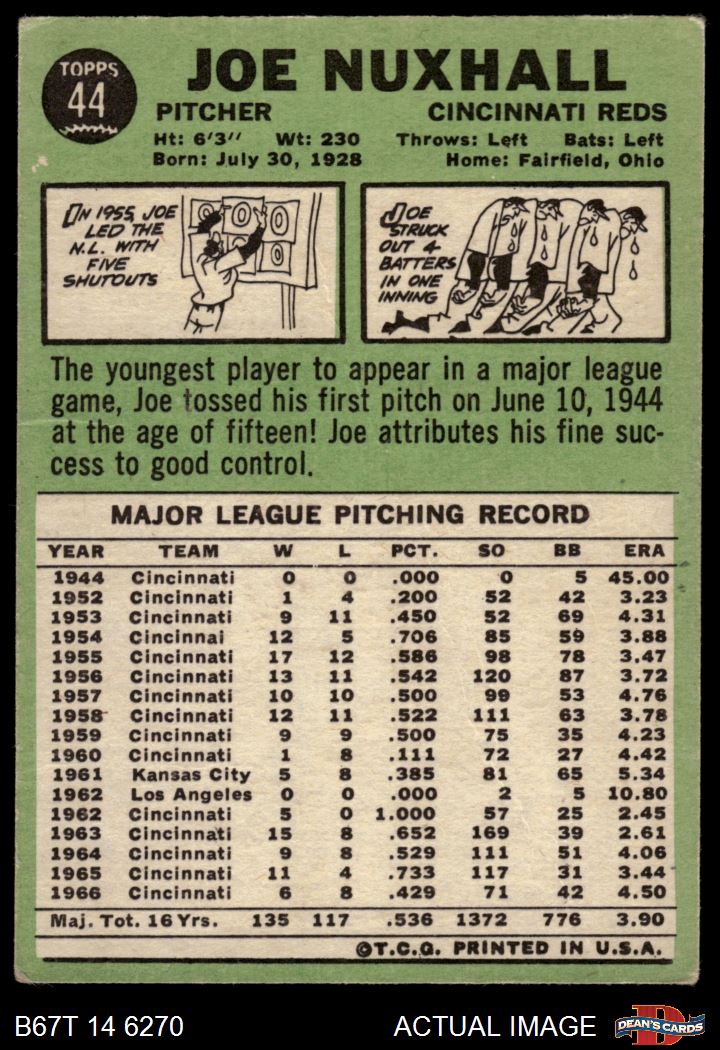 TOPPS
44
JOE NUXHALL
PITCHER CINCINNATI REDS
Ht: 6'3" Wt: 230 Throws: Left Bats: Left
Born: July 30, 1928 Home: Fairfield, Ohio
IN 1955, JOE
LED THE
N.L. WITH
FIVE
SHUTOUTS
0 0 0
0
JOE
STRUCK
OUT 4
BATTERS
IN ONE
INNING
The youngest player to appear in a major league
game, Joe tossed his first pitch on June 10, 1944
at the age of fifteen! Joe attributes his fine suc-
cess to good control.
MAJOR LEAGUE PITCHING RECORD
YEAR TEAM W L PCT. SO BB ERA
1944 Cincinnati 0 0 .000 0 5 45.00
1952 Cincinnati 1 4 .200 52 42 3.23
1953 Cincinnati 9 11 .450 52 69 4.31
1954 Cincinnai 12 5 .706 85 59 3.88
1955 Cincinnati 17 12 .586 98 78 3.47
1956 Cincinnati 13 11 .542 120 87 3.72
1957 Cincinnati 10 10 .500 99 53 4.76
1958 Cincinnati 12 11 .522 111 63 3.78
1959 Cincinnati 9 9 .500 75 35 4.23
1960 Cincinnati 1 8 .111 72 27 4.42
1961 Kansas City 5 8 .385 81 65 5.34
1962 Los Angeles 0 0 .000 2 5 10.80
1962 Cincinnati 5 0 1.000 57 25 2.45
1963 Cincinnati 15 8 .652 169 39 2.61
1964 Cincinnati 9 8 .529 111 51 4.06
1965 Cincinnati 11 4 .733 117 31 3.44
1966 Cincinnati 6 8 .429 71 42 4.50
Maj. Tot. 16 Yrs. 135 117 .536 1372 776 3.90
©T.C.G. PRINTED IN U.S.A.
B67T 14 6270 ACTUAL IMAGE D DEAN'S CARDS